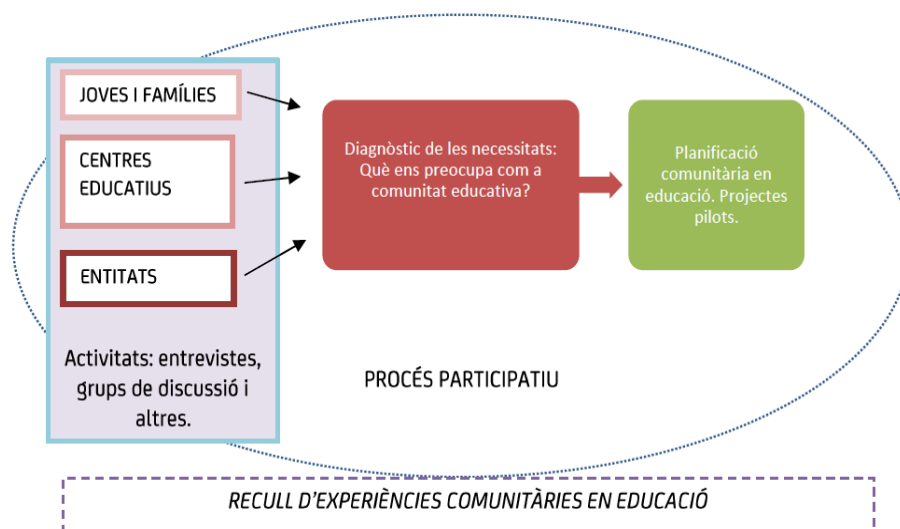 JOVES I FAMÍLIES
CENTRES
EDUCATIUS
ENTITATS
Activitats: entrevistes,
grups de discussió i
altres.
Diagnòstic de les necessitats:
Què ens preocupa com a
comunitat educativa?
Planificació
comunitària en
educació. Projectes
pilots.
PROCÉS PARTICIPATIU
RECULL D'EXPERIÈNCIES COMUNITÀRIES EN EDUCACIÓ